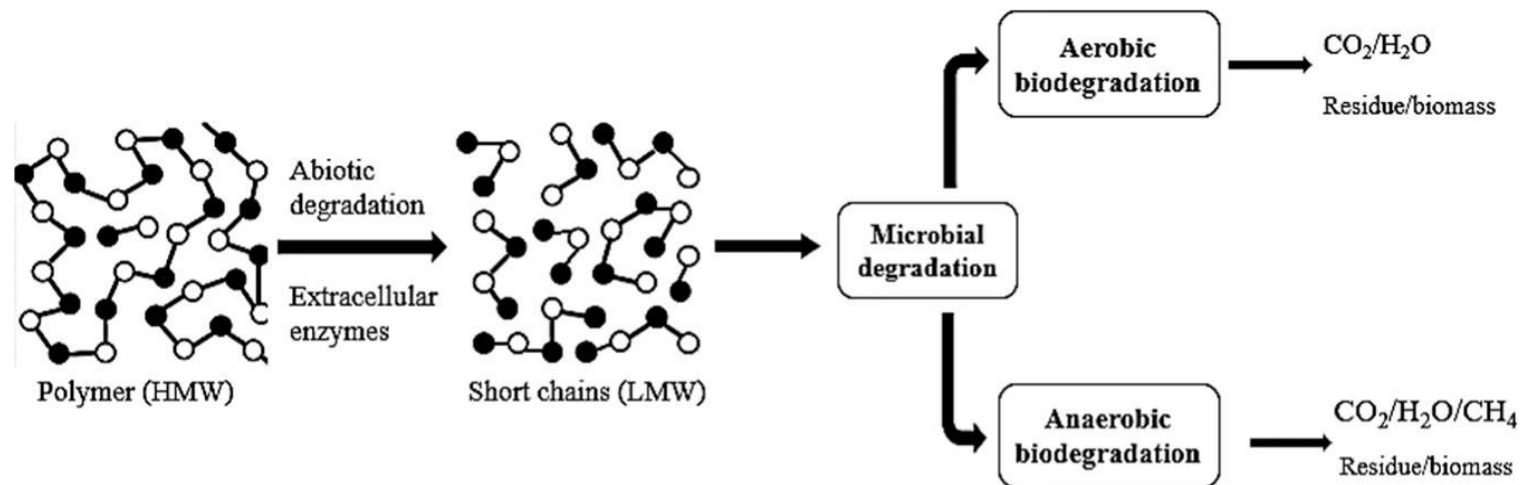 Abiotic
degradation
Extracellular
enzymes
Polymer (HMW)
Short chains (LMW)
Microbial
degradation
Aerobic
biodegradation
CO₂/H₂O
Residue/biomass
Anaerobic
biodegradation
CO₂/H₂O/CH₄
Residue/biomass